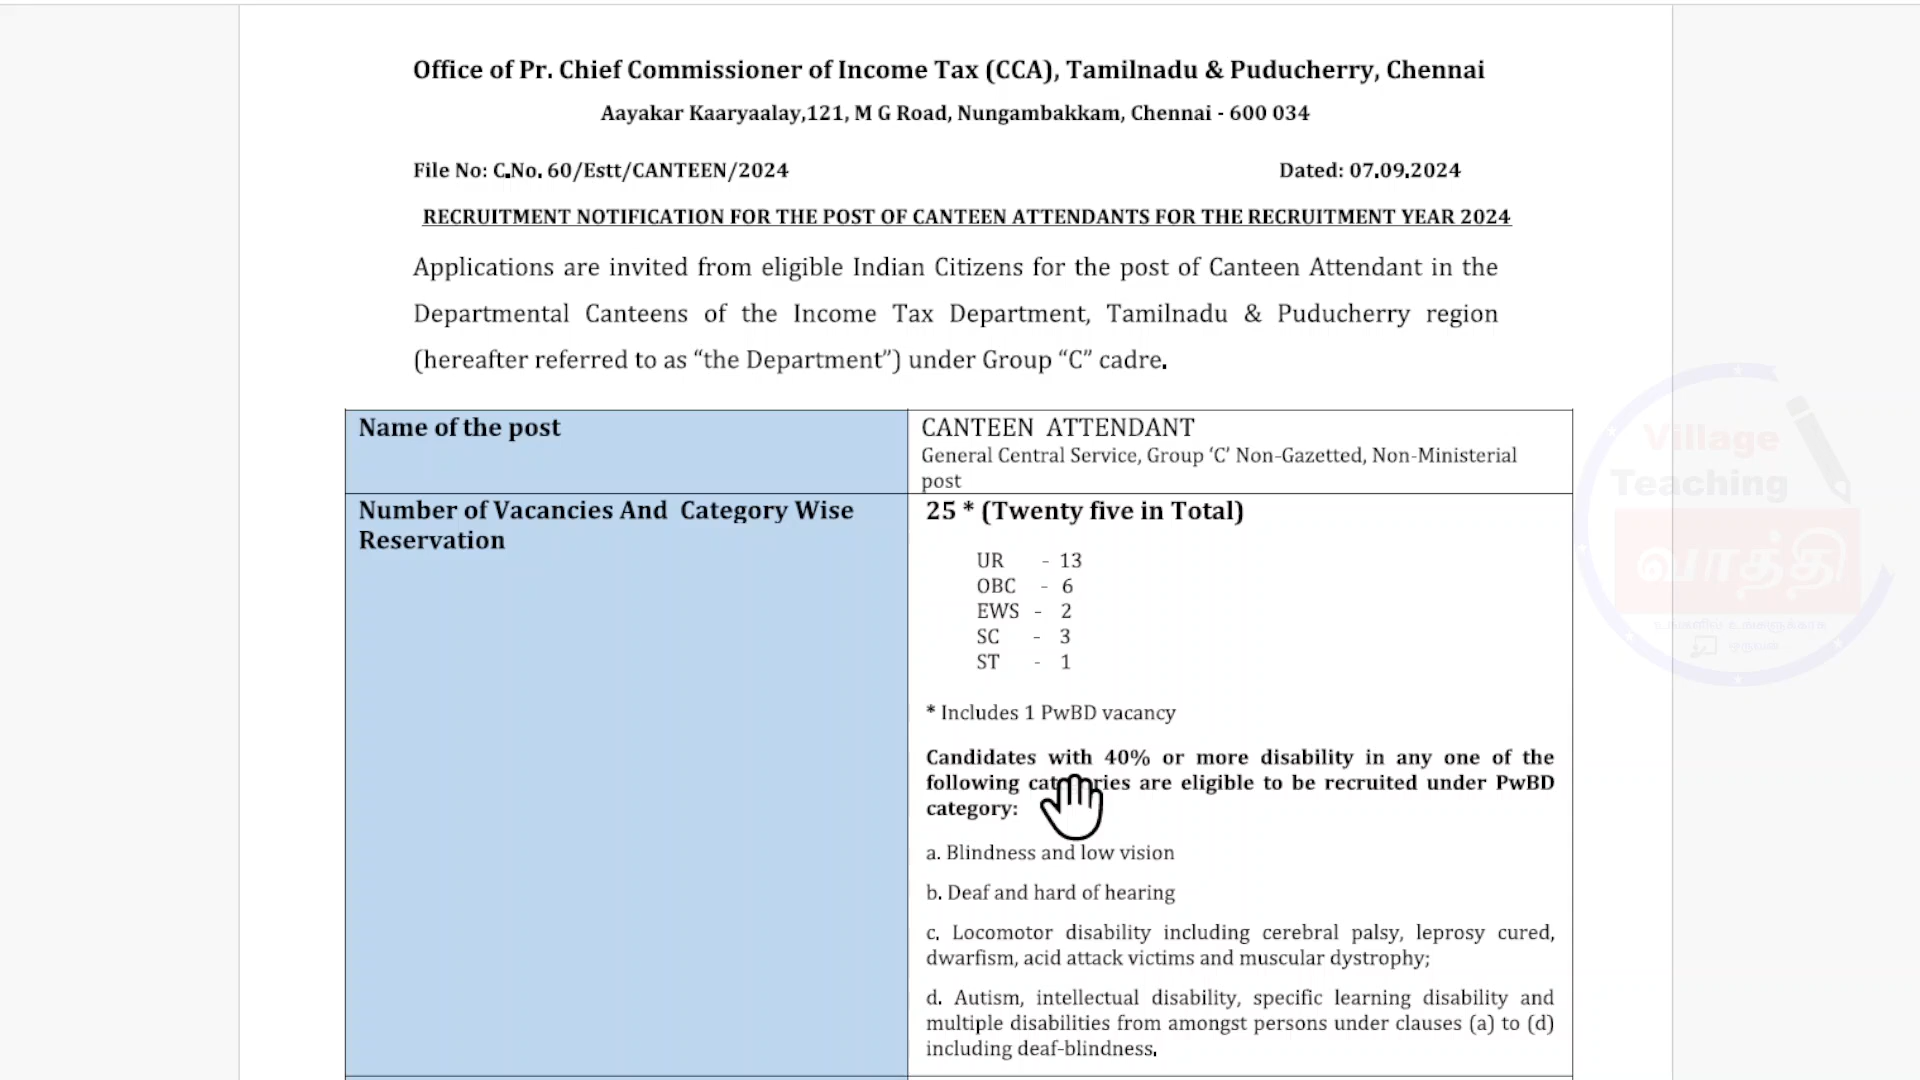 Office of Pr. Chief Commissioner of Income Tax (CCA), Tamilnadu & Puducherry, Chennai
Aayakar Kaaryaalay,121, M G Road, Nungambakkam, Chennai - 600 034
File No: C.No. 60/Estt/CANTEEN/2024 Dated: 07.09.2024
RECRUITMENT NOTIFICATION FOR THE POST OF CANTEEN ATTENDANTS FOR THE RECRUITMENT YEAR 2024
Applications are invited from eligible Indian Citizens for the post of Canteen Attendant in the
Departmental Canteens of the Income Tax Department, Tamilnadu & Puducherry region
(hereafter referred to as “the Department”) under Group “C” cadre.
Name of the post
CANTEEN ATTENDANT
General Central Service, Group ‘C’ Non-Gazetted, Non-Ministerial
post
Number of Vacancies And Category Wise
Reservation
25 * (Twenty five in Total)
UR - 13
OBC - 6
EWS - 2
SC - 3
ST - 1
* Includes 1 PwBD vacancy
Candidates with 40% or more disability in any one of the
following categories are eligible to be recruited under PwBD
category:
a. Blindness and low vision
b. Deaf and hard of hearing
c. Locomotor disability including cerebral palsy, leprosy cured,
dwarfism, acid attack victims and muscular dystrophy;
d. Autism, intellectual disability, specific learning disability and
multiple disabilities from amongst persons under clauses (a) to (d)
including deaf-blindness.
Village
Teaching
வாத்தி